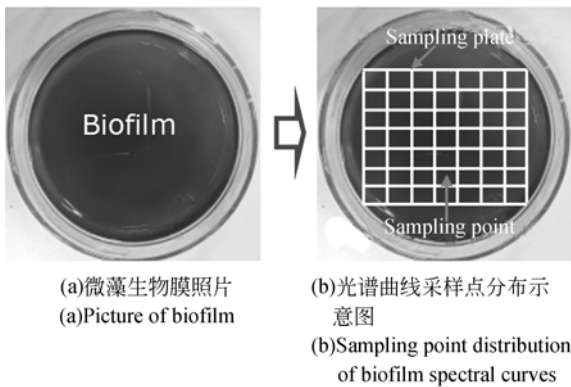 Biofilm
Sampling plate
Sampling point
(a)微藻生物膜照片
(a)Picture of biofilm
(b)光谱曲线采样点分布示
意图
(b)Sampling point distribution
of biofilm spectral curves